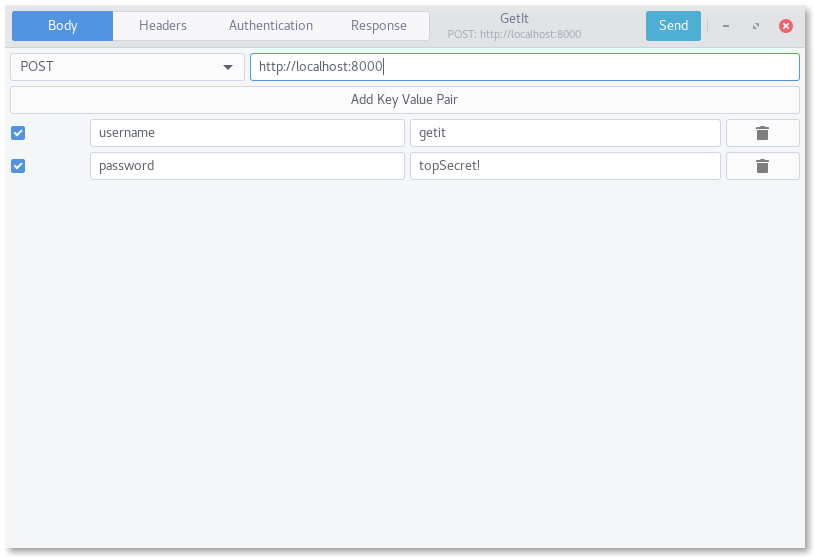 Body Headers Authentication Response GetIt Send
POST: http://localhost:8000
POST http://localhost:8000
Add Key Value Pair
username getit
password topSecret!